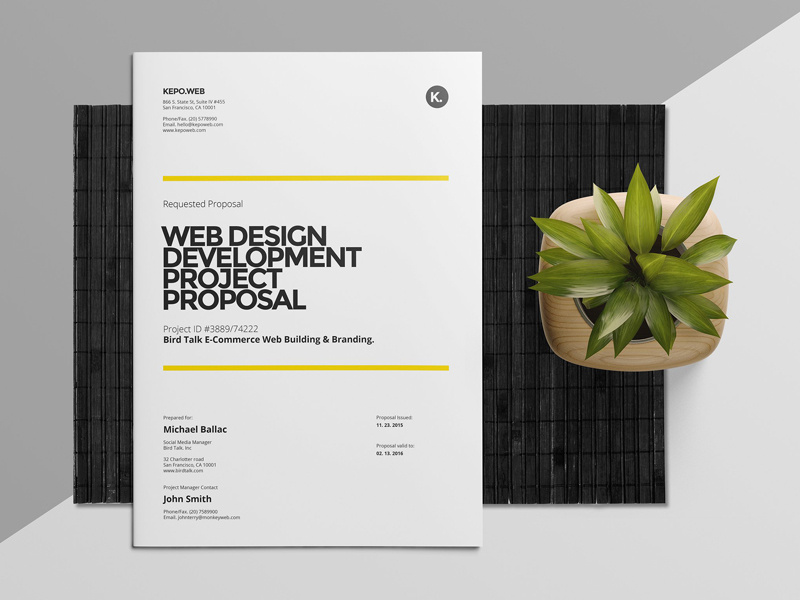 KEPO.WEB
866 S. State St, Suite IV #455
San Francisco, CA 10001
Phone/Fax. (20) 5778990
Email. hello@kepoweb.com
www.kepoweb.com
K.
Requested Proposal
WEB DESIGN
DEVELOPMENT
PROJECT
PROPOSAL
Project ID #3889/74222
Bird Talk E-Commerce Web Building & Branding.
Prepared for:
Michael Ballac
Social Media Manager
Bird Talk, Inc
32 Charlotter road
San Francisco, CA 10001
www.birdtalk.com
Project Manager Contact
John Smith
Phone/Fax. (20) 7589900
Email. johnterry@monkeyweb.com
Proposal Issued:
11. 23. 2015
Proposal valid to:
02. 13. 2016